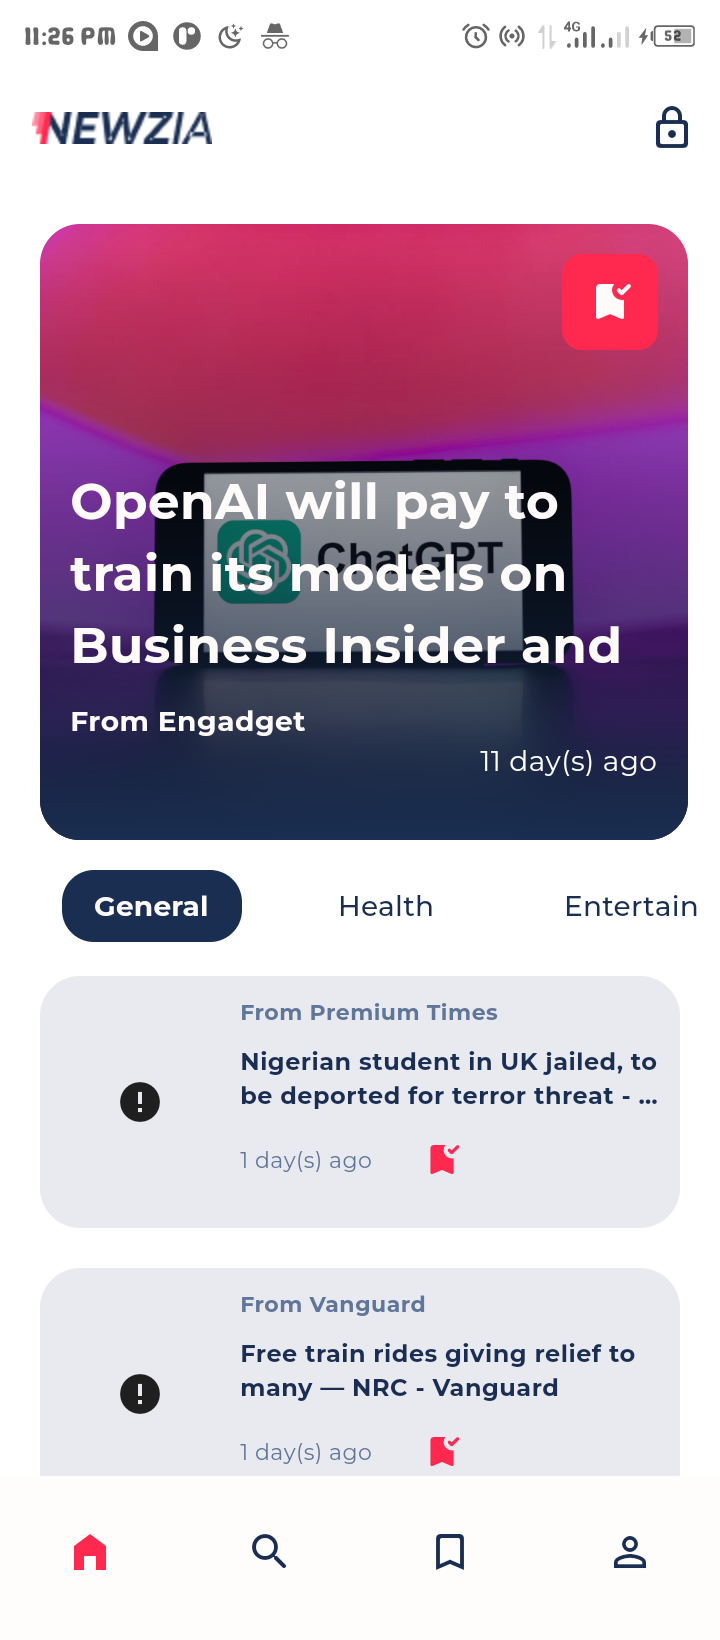 11:26 PM
4G
52
NEWZIA
OpenAI will pay to
train its models on
Business Insider and
ChatGPT
From Engadget
11 day(s) ago
General
Health
Entertain
From Premium Times
Nigerian student in UK jailed, to
be deported for terror threat - ...
1 day(s) ago
From Vanguard
Free train rides giving relief to
many — NRC - Vanguard
1 day(s) ago